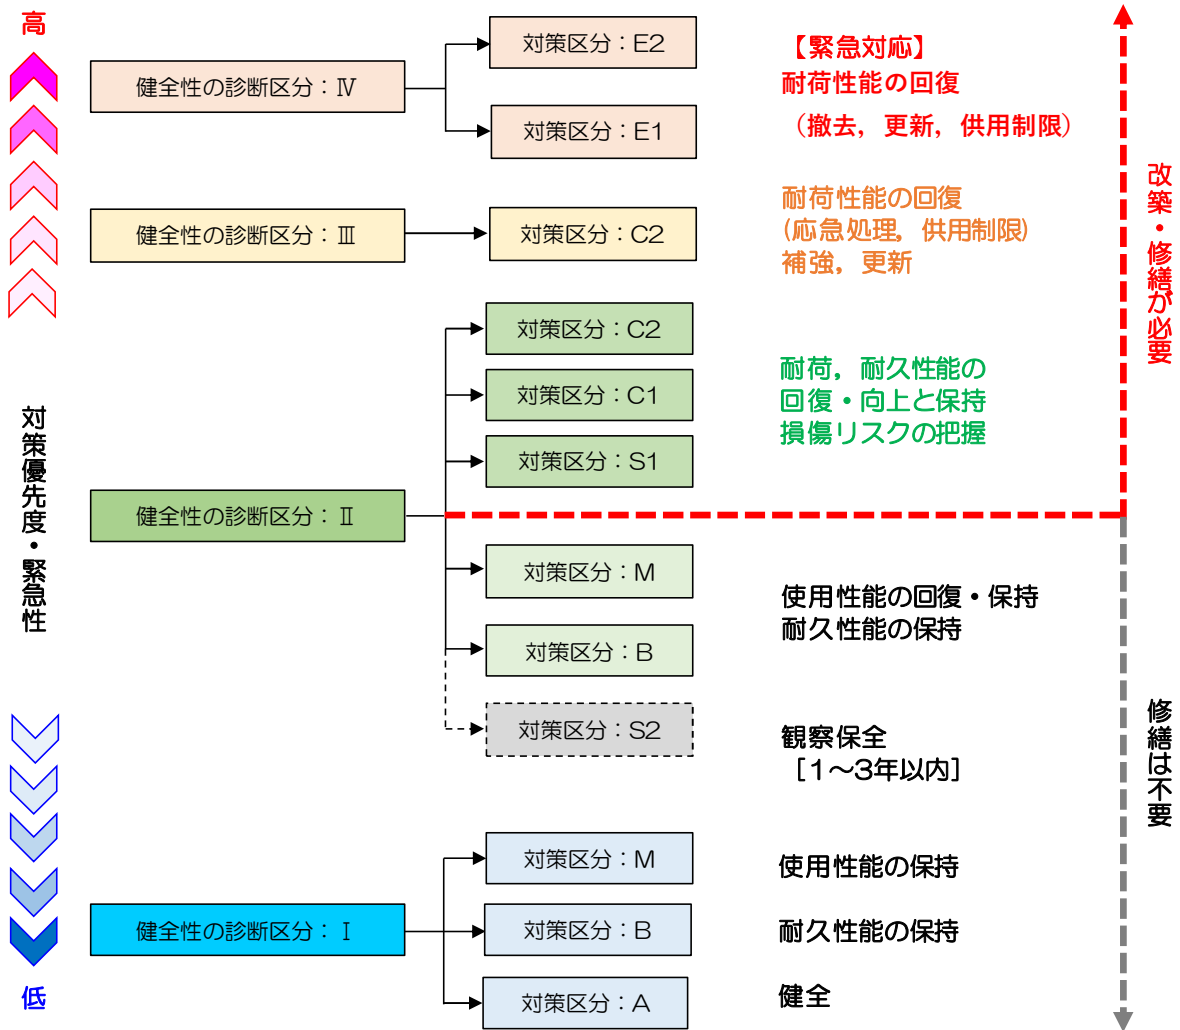 高
対策優先度・緊急性
低
健全性の診断区分：Ⅳ
対策区分：E2
対策区分：E1
【緊急対応】
耐荷性能の回復
（撤去，更新，供用制限）
健全性の診断区分：Ⅲ
対策区分：C2
耐荷性能の回復
(応急処理，供用制限)
補強，更新
健全性の診断区分：Ⅱ
対策区分：C2
対策区分：C1
対策区分：S1
耐荷，耐久性能の
回復・向上と保持
損傷リスクの把握
対策区分：M
対策区分：B
使用性能の回復・保持
耐久性能の保持
対策区分：S2
観察保全
［1～3年以内］
健全性の診断区分：Ⅰ
対策区分：M
使用性能の保持
対策区分：B
耐久性能の保持
対策区分：A
健全
改築・修繕が必要
修繕は不要